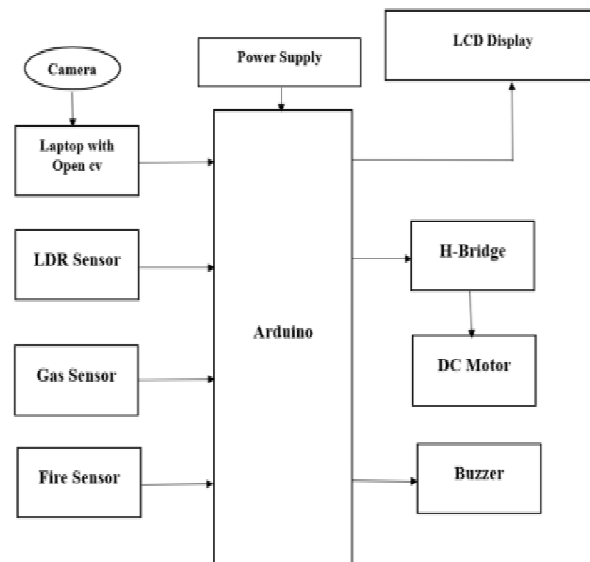 LCD Display
Power Supply
Camera
Laptop with
Open cv
LDR Sensor
H-Bridge
Arduino
Gas Sensor
DC Motor
Fire Sensor
Buzzer